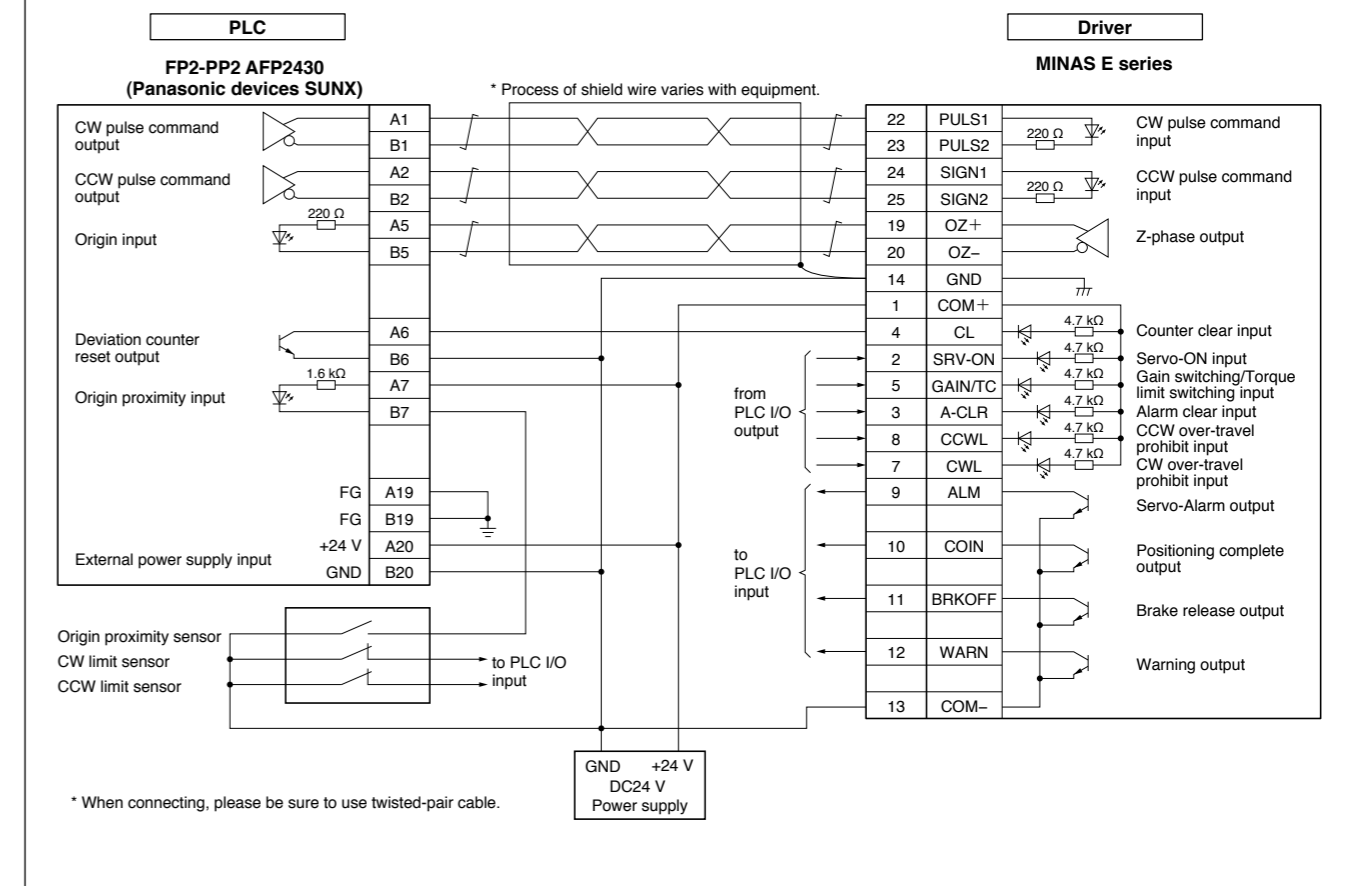 PLC
Driver
FP2-PP2 AFP2430
(Panasonic devices SUNX)
MINAS E series
* Process of shield wire varies with equipment.
CW pulse command
output
A1
B1
22 PULS1
23 PULS2
220 Ω
CW pulse command
input
CCW pulse command
output
A2
B2
24 SIGN1
25 SIGN2
220 Ω
CCW pulse command
input
Origin input
220 Ω
A5
B5
19 OZ+
20 OZ−
Z-phase output
14 GND
1 COM+
Deviation counter
reset output
A6
B6
4 CL
4.7 kΩ
Counter clear input
2 SRV-ON
4.7 kΩ
Servo-ON input
Origin proximity input
1.6 kΩ
A7
B7
from
PLC I/O
output
5 GAIN/TC
4.7 kΩ
Gain switching/Torque
limit switching input
3 A-CLR
4.7 kΩ
Alarm clear input
8 CCWL
4.7 kΩ
CCW over-travel
prohibit input
7 CWL
4.7 kΩ
CW over-travel
prohibit input
FG A19
FG B19
External power supply input
+24 V A20
GND B20
to
PLC I/O
input
9 ALM
Servo-Alarm output
10 COIN
Positioning complete
output
11 BRKOFF
Brake release output
12 WARN
Warning output
13 COM−
Origin proximity sensor
CW limit sensor
CCW limit sensor
to PLC I/O
input
GND +24 V
DC24 V
Power supply
* When connecting, please be sure to use twisted-pair cable.